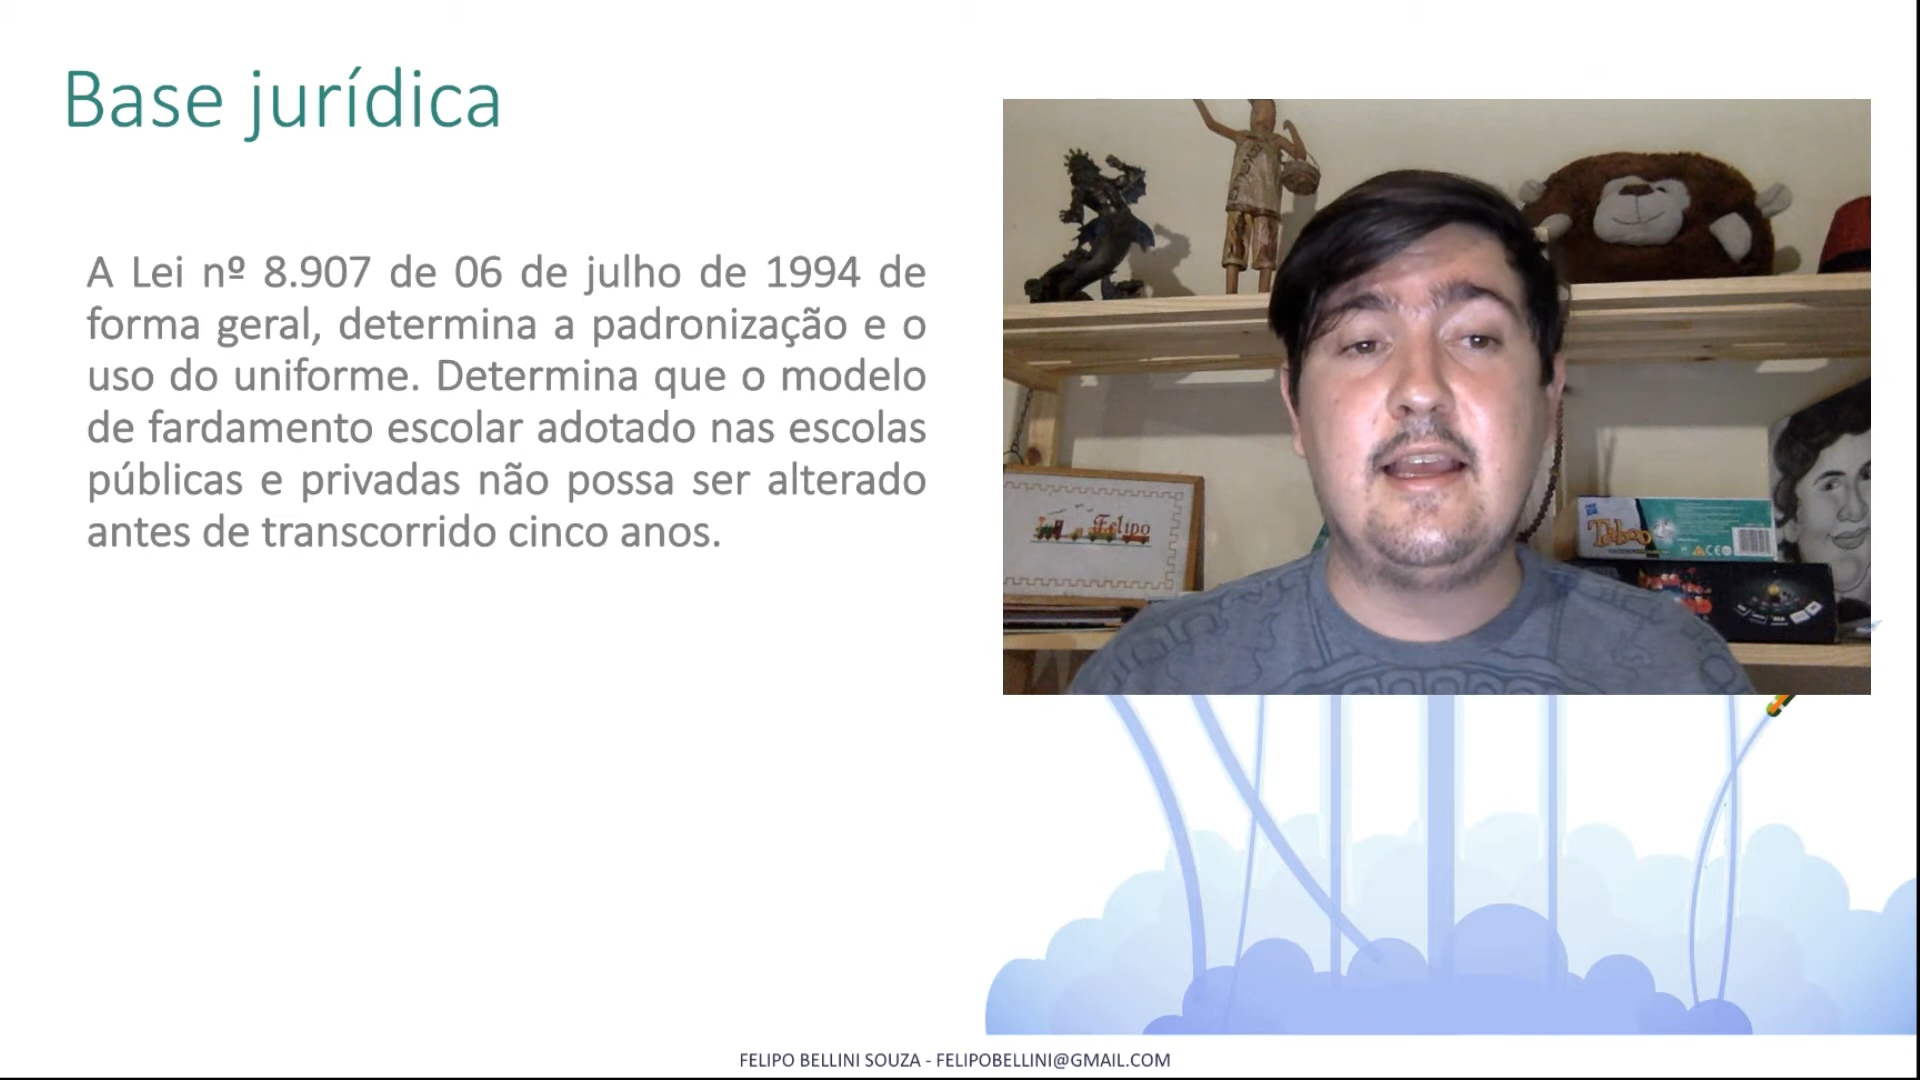 Base jurídica
A Lei nº 8.907 de 06 de julho de 1994 de
forma geral, determina a padronização e o
uso do uniforme. Determina que o modelo
de fardamento escolar adotado nas escolas
públicas e privadas não possa ser alterado
antes de transcorrido cinco anos.
Felipo
Taboo
CE
FELIPO BELLINI SOUZA - FELIPOBELLINI@GMAIL.COM